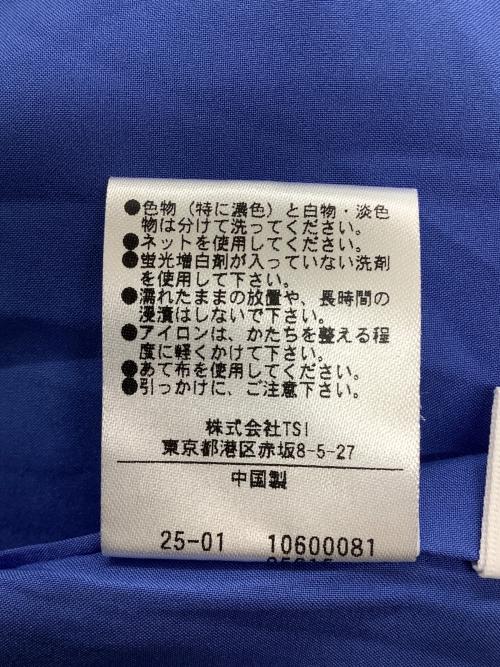 ●色物（特に濃色）と白物・淡色
物は分けて洗ってください。
●ネットを使用してください。
●蛍光増白剤が入っていない洗剤
を使用して下さい。
●濡れたままの放置や、長時間の
浸漬はしないで下さい。
●アイロンは、かたちを整える程
度に軽くかけて下さい。
●あて布を使用してください。
●引っかけに、ご注意下さい。
株式会社TSI
東京都港区赤坂8-5-27
中国製
25-01 10600081